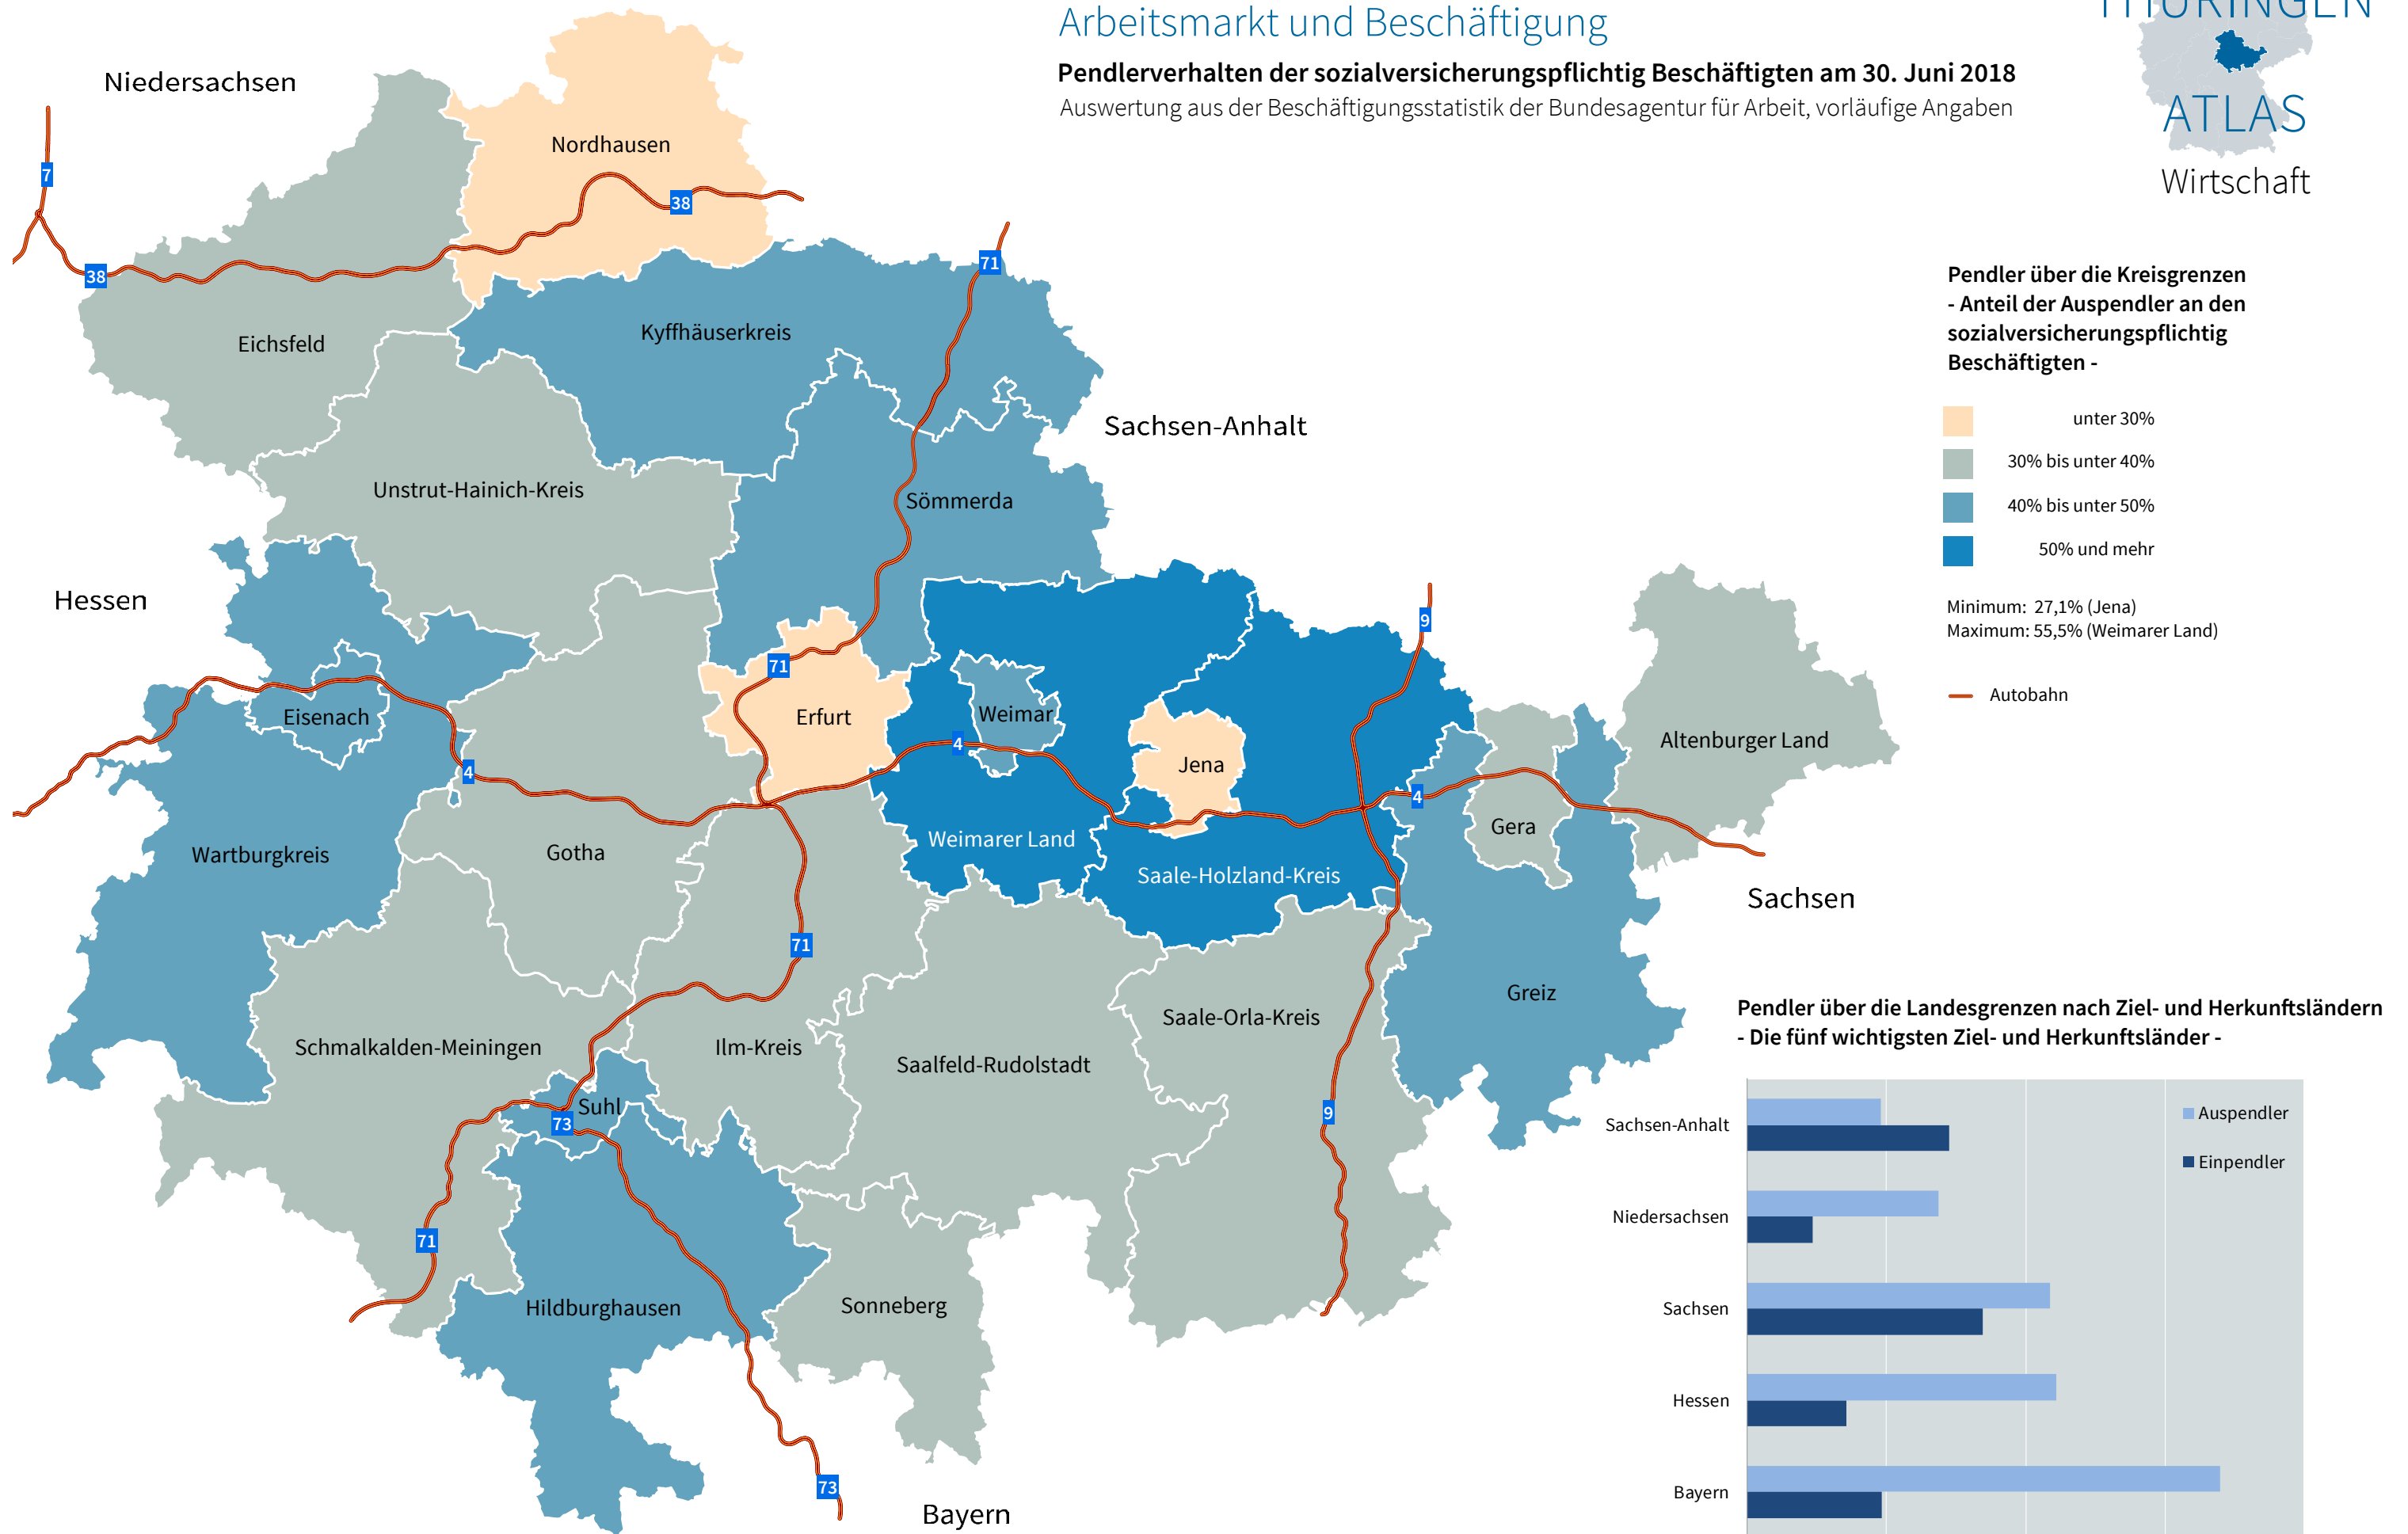 Arbeitsmarkt und Beschäftigung
Pendlerverhalten der sozialversicherungspflichtig Beschäftigten am 30. Juni 2018
Auswertung aus der Beschäftigungsstatistik der Bundesagentur für Arbeit, vorläufige Angaben
THÜRINGEN
ATLAS
Wirtschaft
Niedersachsen
Nordhausen
7
38
38
71
Eichsfeld
Kyffhäuserkreis
Sachsen-Anhalt
Unstrut-Hainich-Kreis
Sömmerda
Hessen
9
71
Eisenach
Erfurt
Weimar
4
Jena
Altenburger Land
4
4
Wartburgkreis
Gotha
Weimarer Land
Gera
Saale-Holzland-Kreis
Sachsen
71
Greiz
Schmalkalden-Meiningen
Ilm-Kreis
Saalfeld-Rudolstadt
Saale-Orla-Kreis
Suhl
73
9
71
Hildburghausen
Sonneberg
73
Bayern
Pendler über die Kreisgrenzen
- Anteil der Auspendler an den
sozialversicherungspflichtig
Beschäftigten -
unter 30%
30% bis unter 40%
40% bis unter 50%
50% und mehr
Minimum: 27,1% (Jena)
Maximum: 55,5% (Weimarer Land)
Autobahn
Pendler über die Landesgrenzen nach Ziel- und Herkunftsländern
- Die fünf wichtigsten Ziel- und Herkunftsländer -
Auspendler
Einpendler
Sachsen-Anhalt
Niedersachsen
Sachsen
Hessen
Bayern